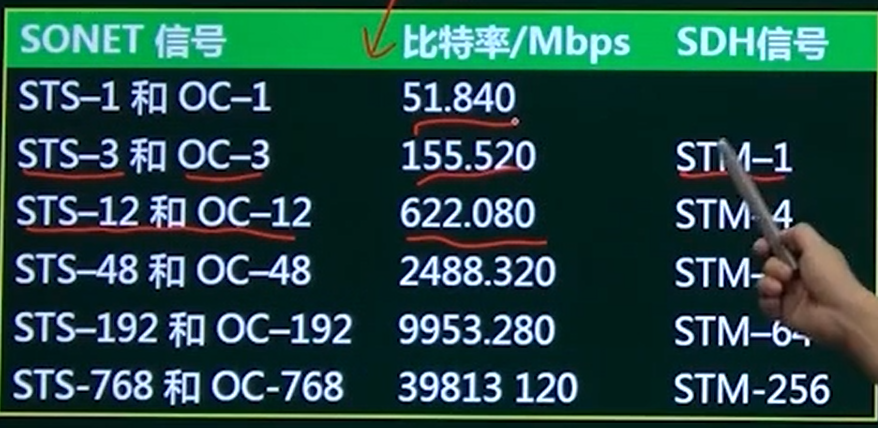 SONET 信号 比特率/Mbps SDH信号
STS–1 和 OC–1 51.840
STS–3 和 OC–3 155.520 STM–1
STS–12 和 OC–12 622.080 STM–4
STS–48 和 OC–48 2488.320 STM–
STS–192 和 OC–192 9953.280 STM–64
STS-768 和 OC-768 39813 120 STM-256